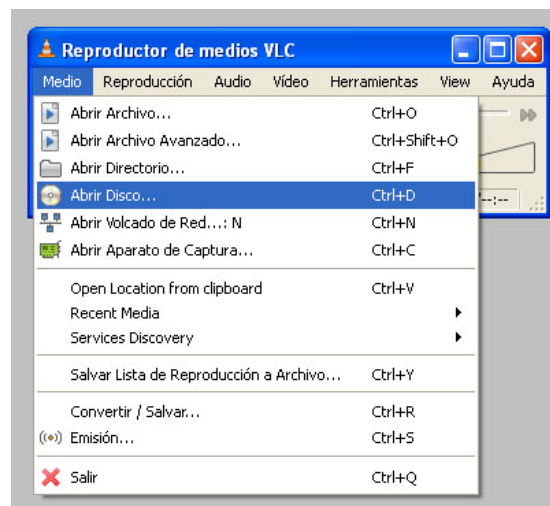 Reproductor de medios VLC
Medio Reproducción Audio Vídeo Herramientas View Ayuda
Abrir Archivo... Ctrl+O
Abrir Archivo Avanzado... Ctrl+Shift+O
Abrir Directorio... Ctrl+F
Abrir Disco... Ctrl+D
--:--
Abrir Volcado de Red...: N Ctrl+N
Abrir Aparato de Captura... Ctrl+C
Open Location from clipboard Ctrl+V
Recent Media
Services Discovery
Salvar Lista de Reproducción a Archivo... Ctrl+Y
Convertir / Salvar... Ctrl+R
Emisión... Ctrl+S
Salir Ctrl+Q